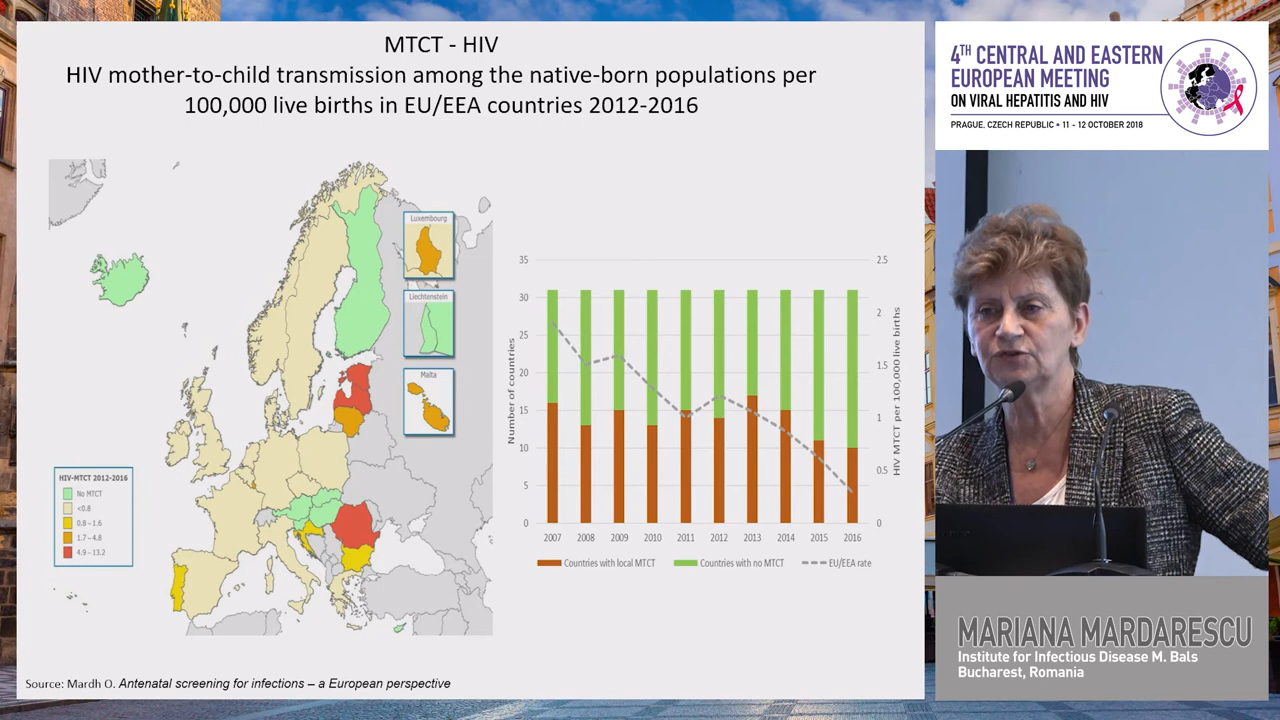 MTCT - HIV
HIV mother-to-child transmission among the native-born populations per
100,000 live births in EU/EEA countries 2012-2016
Luxembourg
Liechtenstein
Malta
HIV-MTCT 2012-2016
No MTCT
<0.8
0.8 – 1.6
1.7 – 4.8
4.9 – 13.2
Number of countries
35
30
25
20
15
10
5
0
2.5
2
1.5
1
0.5
0
HIV MTCT per 100,000 live births
2007 2008 2009 2010 2011 2012 2013 2014 2015 2016
Countries with local MTCT Countries with no MTCT EU/EEA rate
Source: Mardh O. Antenatal screening for infections – a European perspective
4TH CENTRAL AND EASTERN
EUROPEAN MEETING
ON VIRAL HEPATITIS AND HIV
PRAGUE, CZECH REPUBLIC • 11 - 12 OCTOBER 2018
MARIANA MARDARESCU
Institute for Infectious Disease M. Bals
Bucharest, Romania